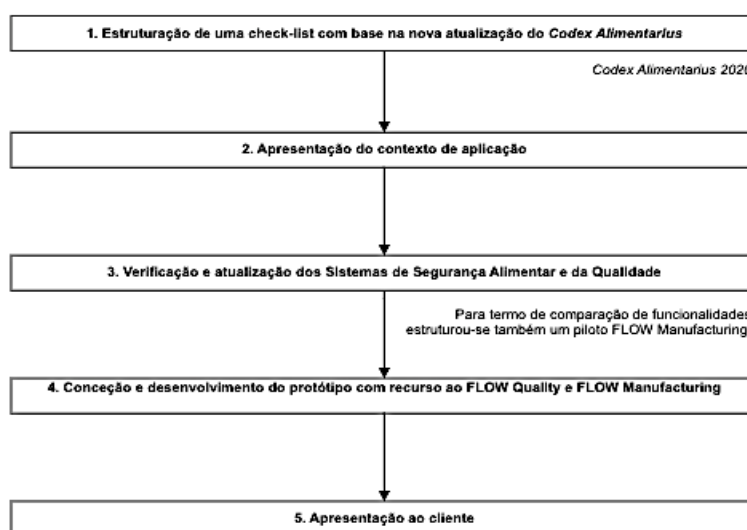 1. Estruturação de uma check-list com base na nova atualização do Codex Alimentarius
Codex Alimentarius 2020
2. Apresentação do contexto de aplicação
3. Verificação e atualização dos Sistemas de Segurança Alimentar e da Qualidade
Para termo de comparação de funcionalidades
estruturou-se também um piloto FLOW Manufacturing
4. Conceção e desenvolvimento do protótipo com recurso ao FLOW Quality e FLOW Manufacturing
5. Apresentação ao cliente